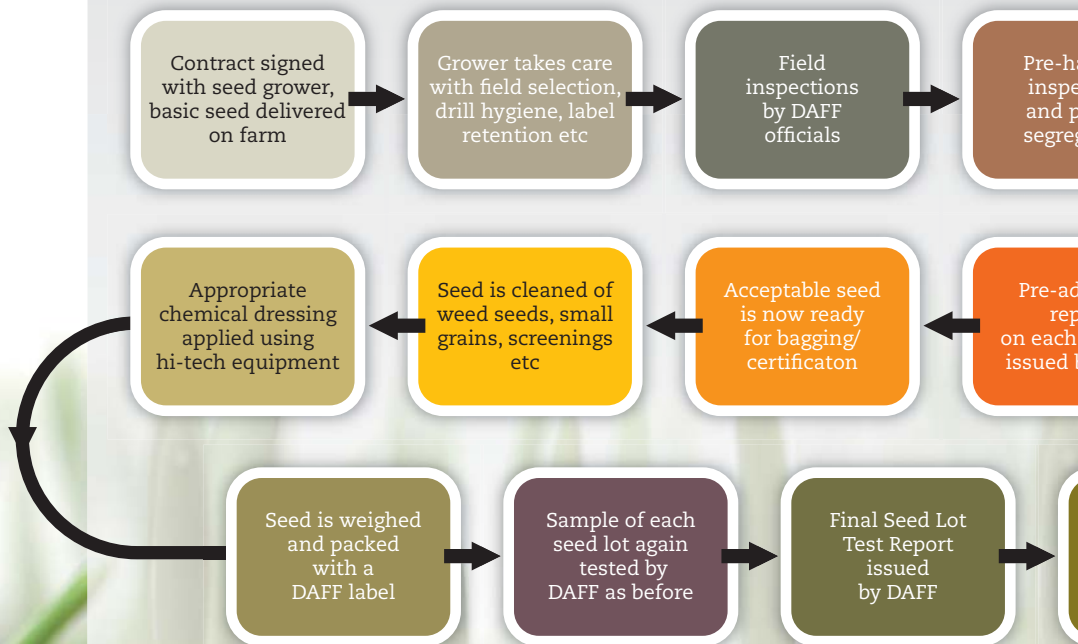 Contract signed
with seed grower,
basic seed delivered
on farm
Grower takes care
with field selection,
drill hygiene, label
retention etc
Field
inspections
by DAFF
officials
and
Appropriate
chemical dressing
applied using
hi-tech equipment
Seed is cleaned of
weed seeds, small
grains, screenings
etc
Acceptable seed
is now ready
for bagging/
certificaton
on each
issued
Seed is weighed
and packed
with a
DAFF label
Sample of each
seed lot again
tested by
DAFF as before
Final Seed Lot
Test Report
issued
by DAFF